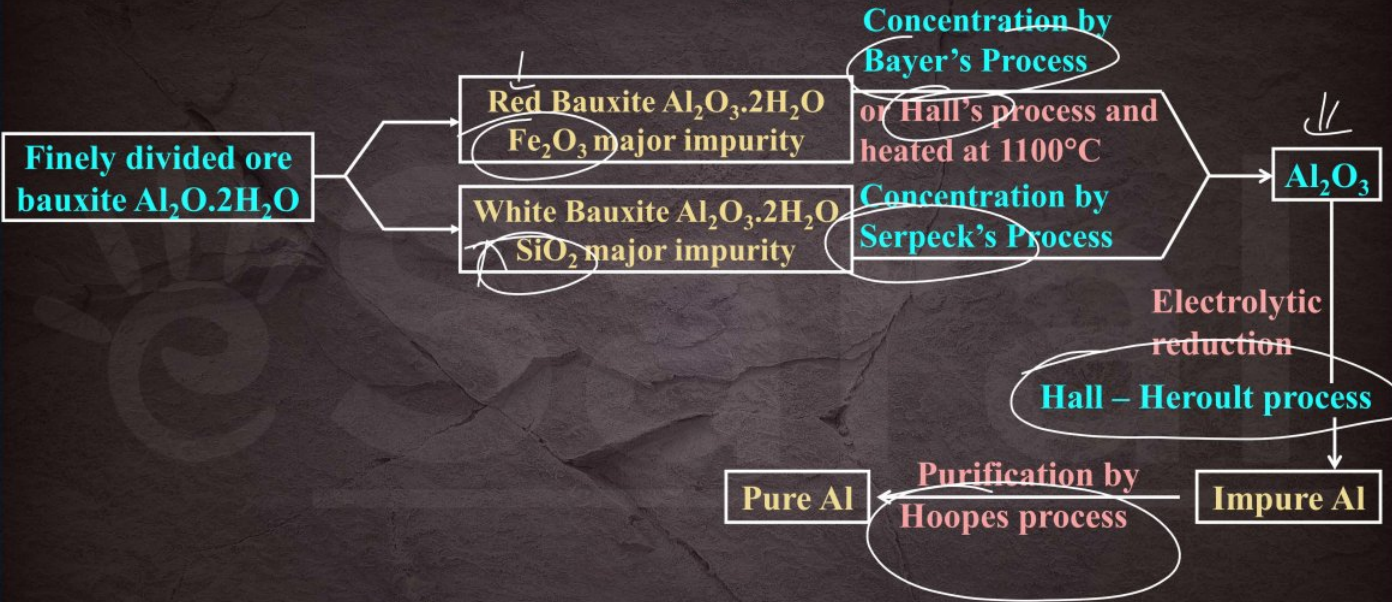 Finely divided ore
bauxite Al₂O.2H₂O
Red Bauxite Al₂O₃.2H₂O
Fe₂O₃ major impurity
White Bauxite Al₂O₃.2H₂O
SiO₂ major impurity
Concentration by
Bayer’s Process
or Hall’s process and
heated at 1100°C
Concentration by
Serpeck’s Process
Al₂O₃
Electrolytic
reduction
Hall – Heroult process
Impure Al
Purification by
Hoopes process
Pure Al